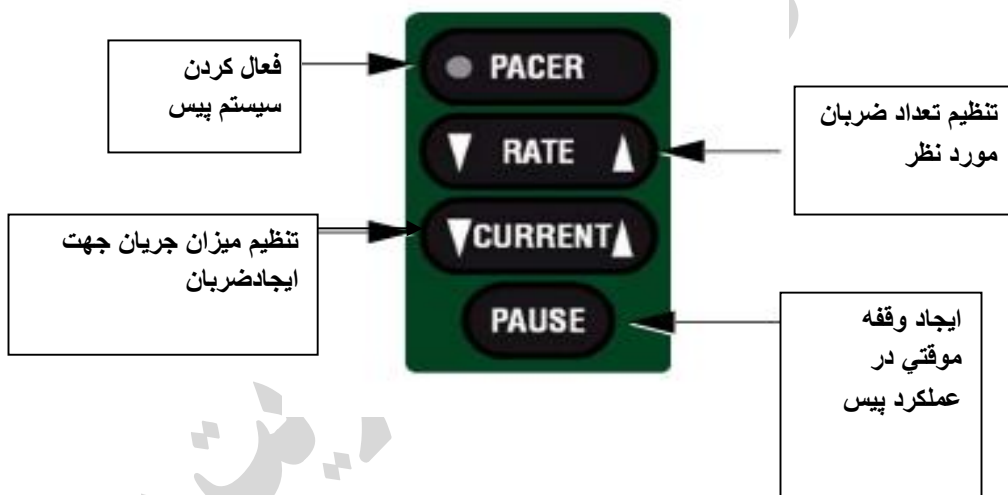 فعال كردن
سيستم پيس
PACER
تنظيم تعداد ضربان
مورد نظر
RATE
تنظيم ميزان جريان جهت
ايجادضربان
CURRENT
PAUSE
ايجاد وقفه
موقتي در
عملكرد پيس